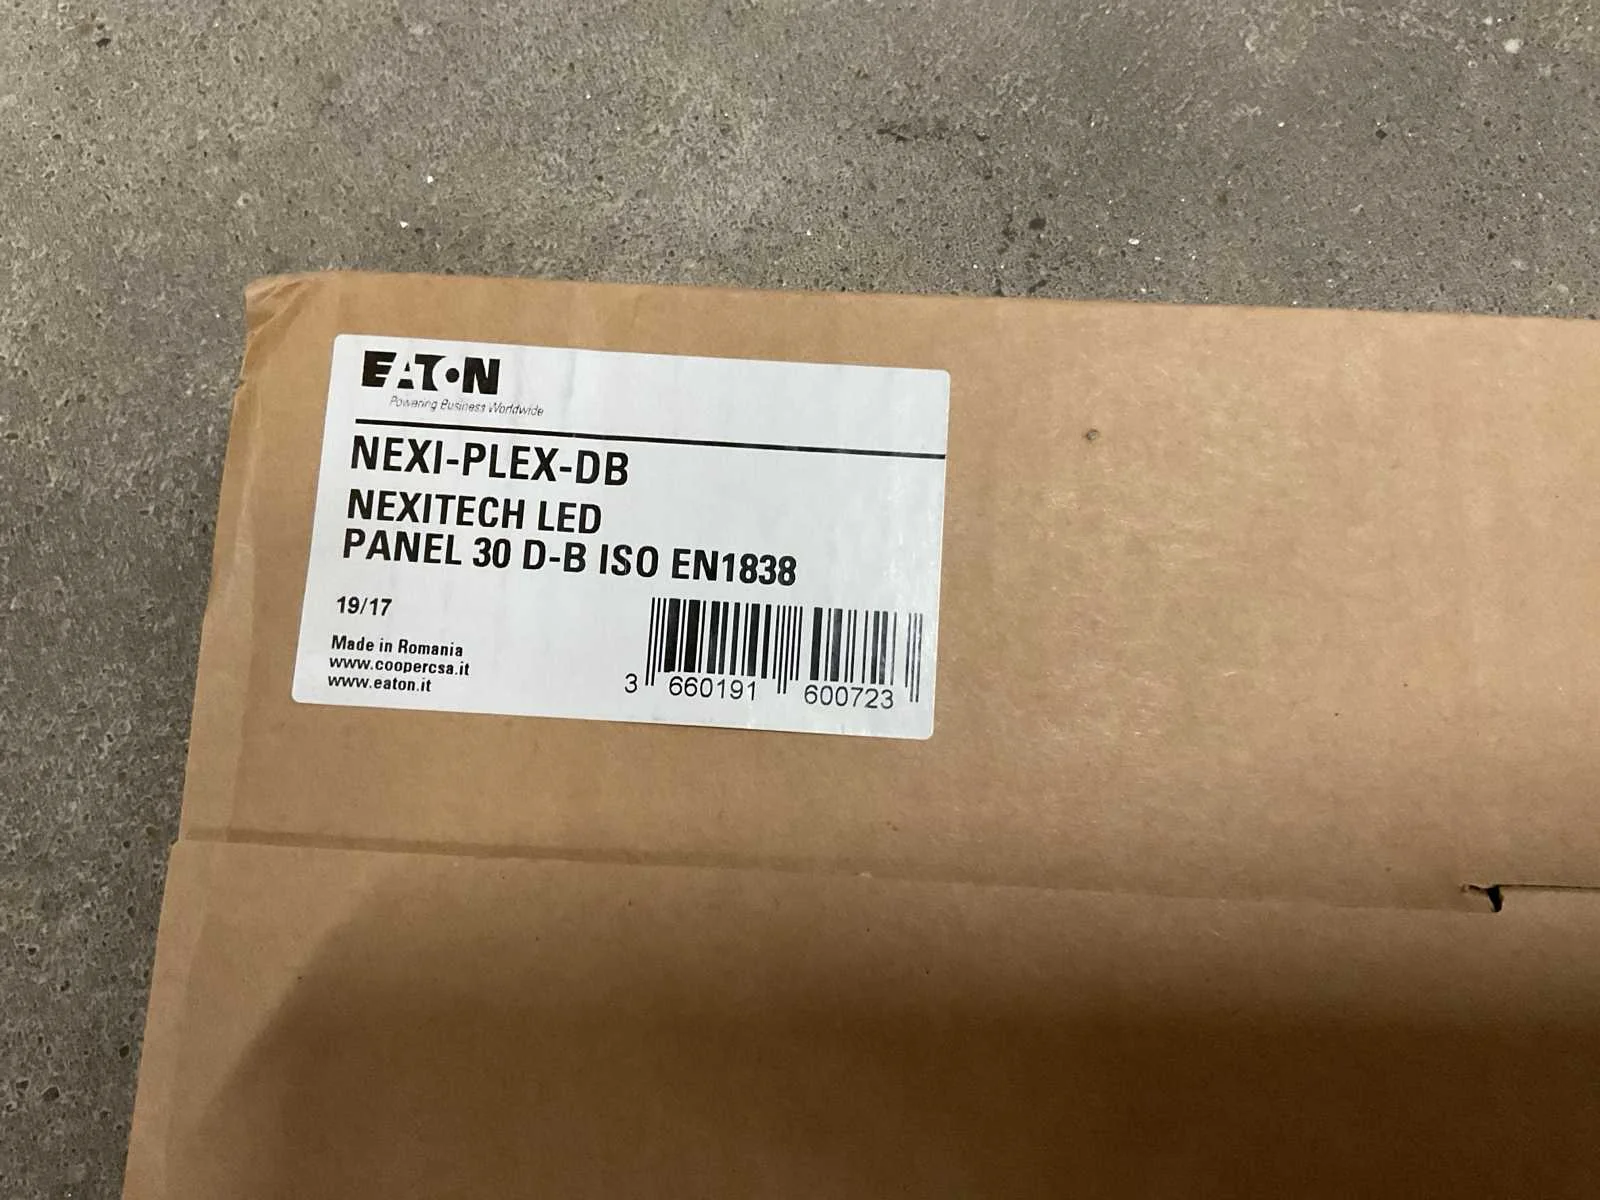 EATON
Powering Business Worldwide
NEXI-PLEX-DB
NEXITECH LED
PANEL 30 D-B ISO EN1838
19/17
Made in Romania
www.coopercsa.it
www.eaton.it
3 660191 600723